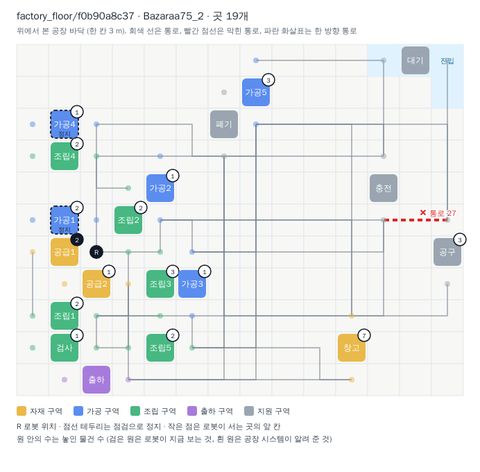 factory_floor/f0b90a8c37 · Bazaraa75_2 · 곳 19개
위에서 본 공장 바닥 (한 칸 3 m). 회색 선은 통로, 빨간 점선은 막힌 통로, 파란 화살표는 한 방향 통로
대기
진입
가공5
3
가공4
1
정지
폐기
조립4
2
가공2
1
충전
가공1
2
정지
조립2
2
✕ 통로 27
공급1
2
R
공구
3
공급2
1
조립3
3
가공3
1
조립1
2
검사
1
조립5
2
창고
7
출하
자재 구역
가공 구역
조립 구역
출하 구역
지원 구역
R 로봇 위치 · 점선 테두리는 점검으로 정지 · 작은 점은 로봇이 서는 곳의 앞 칸
원 안의 수는 놓인 물건 수 (검은 원은 로봇이 지금 보는 것, 흰 원은 공장 시스템이 알려 준 것)